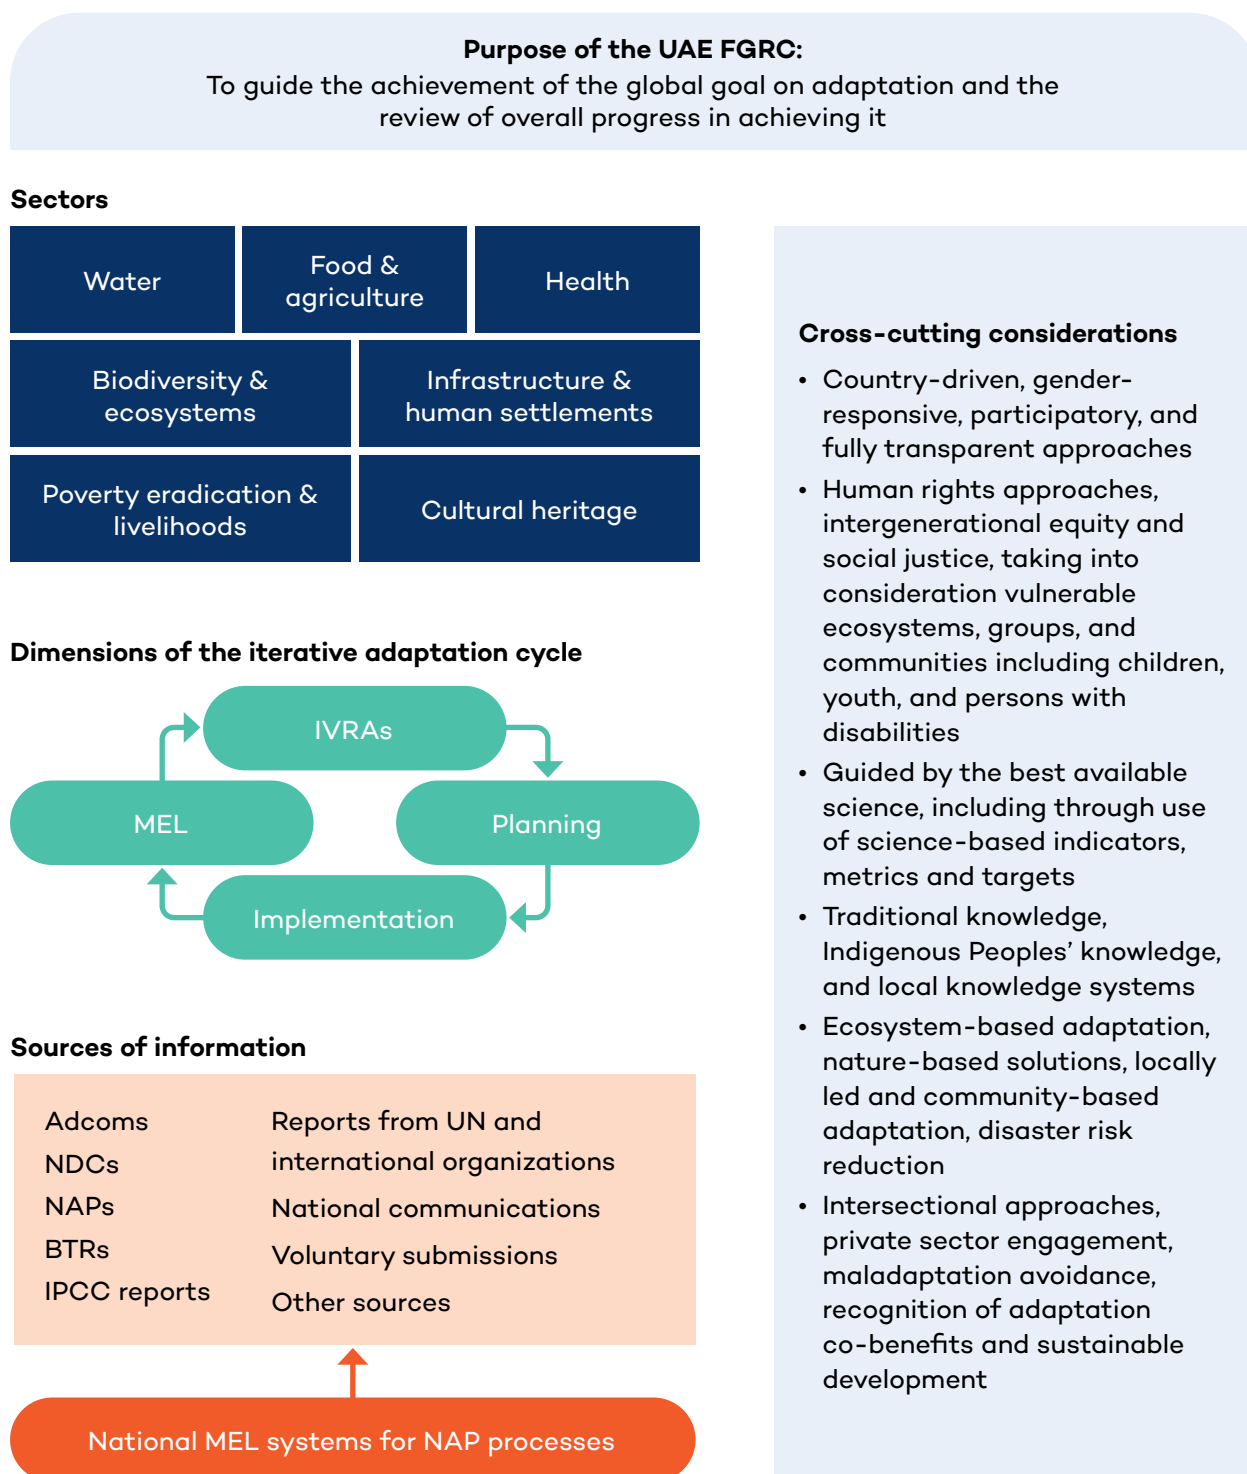 Purpose of the UAE FGRC:
To guide the achievement of the global goal on adaptation and the
review of overall progress in achieving it
Sectors
Water
Food &
agriculture
Health
Biodiversity &
ecosystems
Infrastructure &
human settlements
Poverty eradication &
livelihoods
Cultural heritage
Dimensions of the iterative adaptation cycle
IVRAs
MEL
Planning
Implementation
Sources of information
Adcoms
NDCs
NAPs
BTRs
IPCC reports
Reports from UN and
international organizations
National communications
Voluntary submissions
Other sources
National MEL systems for NAP processes
Cross-cutting considerations
• Country-driven, gender-
responsive, participatory, and
fully transparent approaches
• Human rights approaches,
intergenerational equity and
social justice, taking into
consideration vulnerable
ecosystems, groups, and
communities including children,
youth, and persons with
disabilities
• Guided by the best available
science, including through use
of science-based indicators,
metrics and targets
• Traditional knowledge,
Indigenous Peoples’ knowledge,
and local knowledge systems
• Ecosystem-based adaptation,
nature-based solutions, locally
led and community-based
adaptation, disaster risk
reduction
• Intersectional approaches,
private sector engagement,
maladaptation avoidance,
recognition of adaptation
co-benefits and sustainable
development